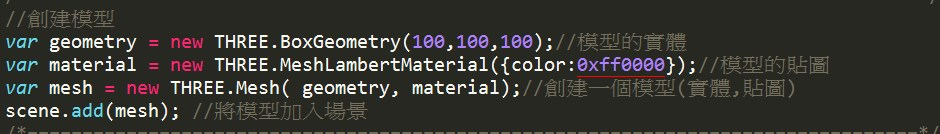 //創建模型
var geometry = new THREE.BoxGeometry(100,100,100);//模型的實體
var material = new THREE.MeshLambertMaterial({color:0xff0000});//模型的貼圖
var mesh = new THREE.Mesh( geometry, material);//創建一個模型(實體,貼圖)
scene.add(mesh); //將模型加入場景